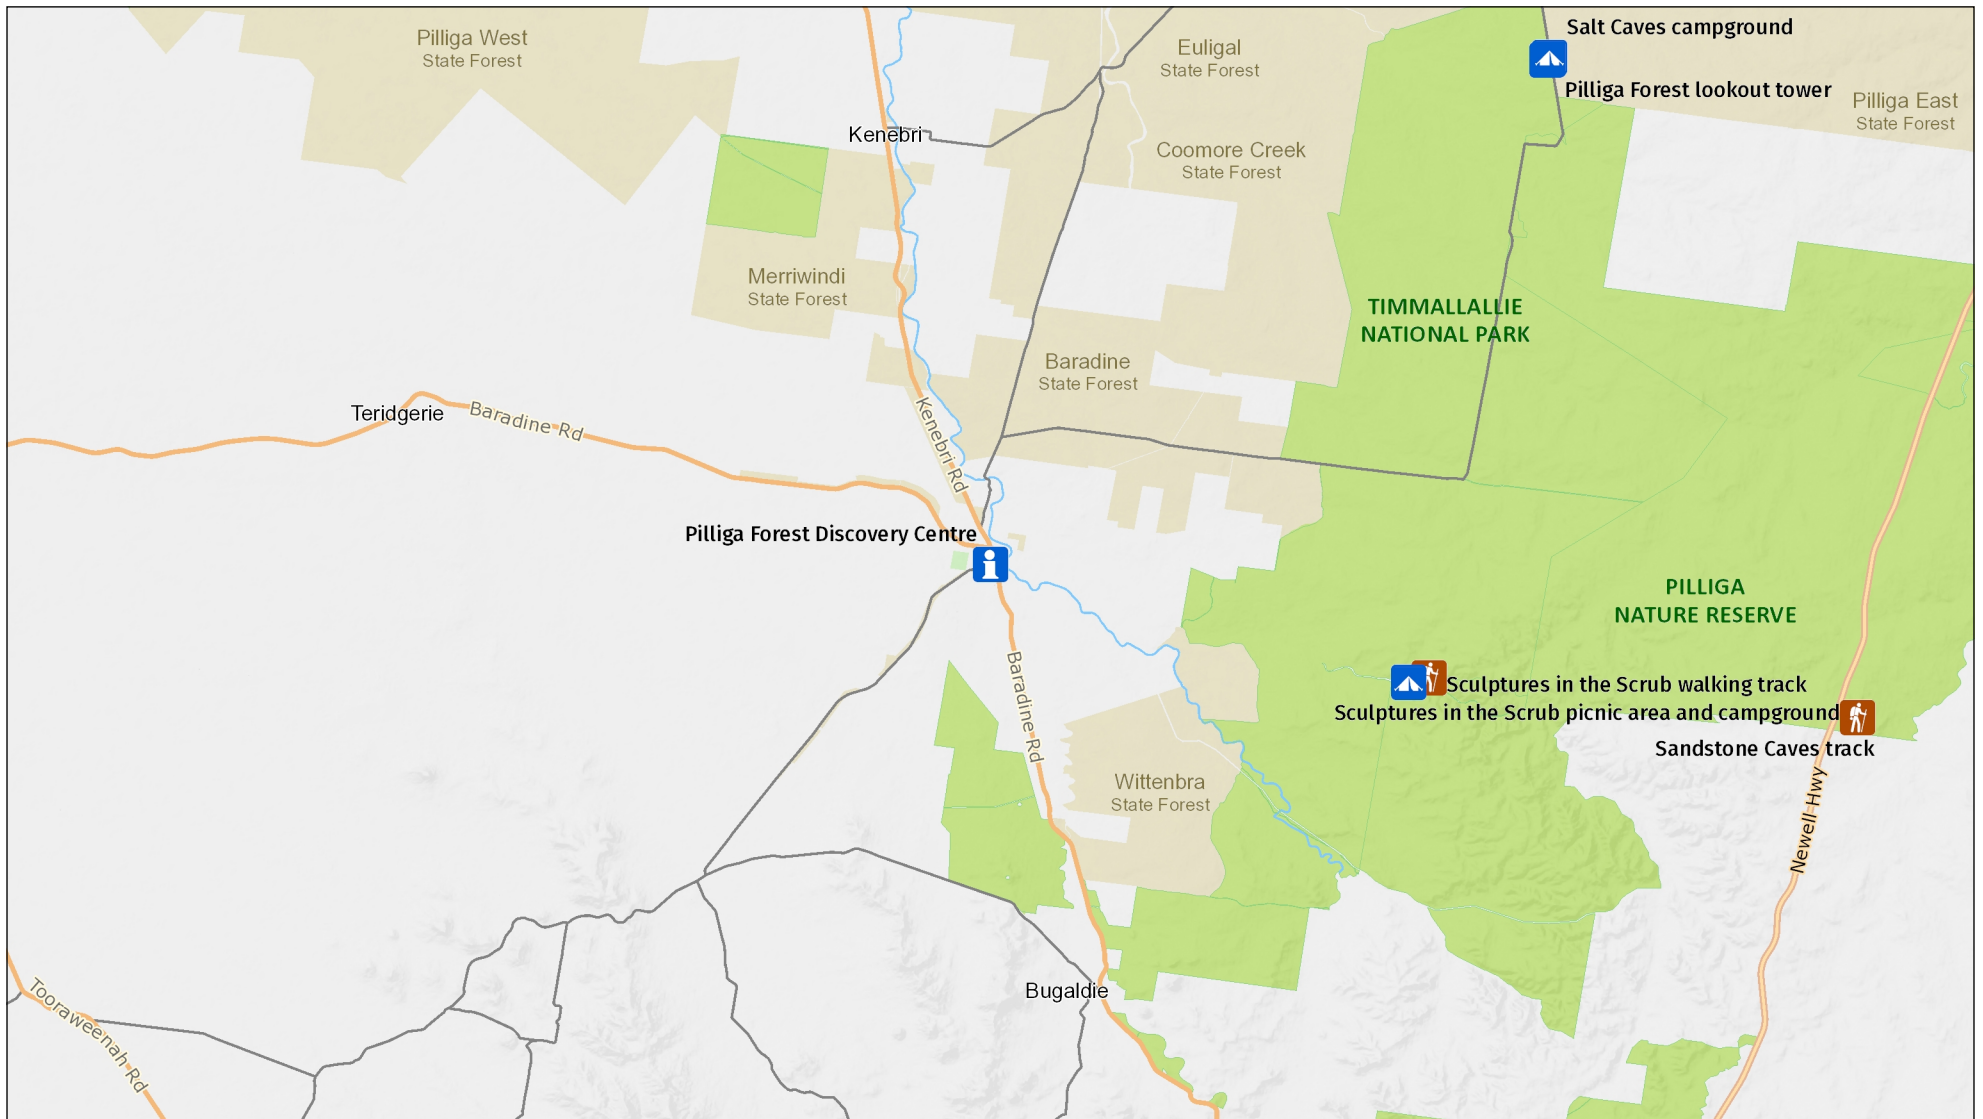 Salt Caves campground
Pilliga West
State Forest
Euligal
State Forest
Pilliga Forest lookout tower
Pilliga East
State Forest
Kenebri
Coomore Creek
State Forest
Merriwindi
State Forest
TIMMALLALLIE
NATIONAL PARK
Baradine
State Forest
Teridgerie
Baradine Rd
Kenebri Rd
Pilliga Forest Discovery Centre
PILLIGA
NATURE RESERVE
Baradine Rd
Sculptures in the Scrub walking track
Sculptures in the Scrub picnic area and campground
Sandstone Caves track
Wittenbra
State Forest
Newell Hwy
Bugaldie
Tooraweenah Rd